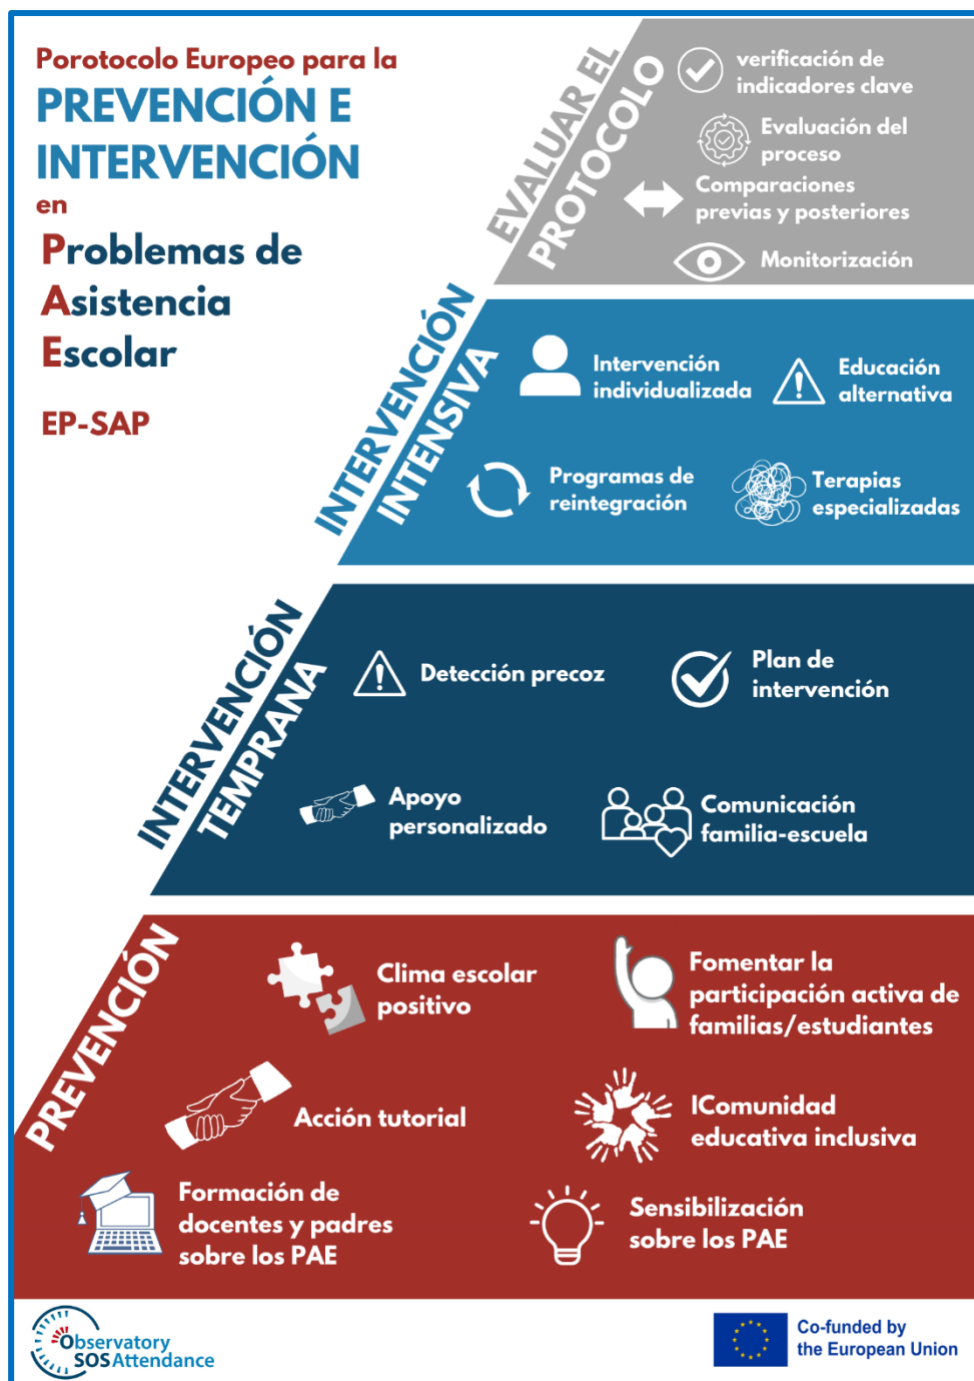 Porotocolo Europeo para la
PREVENCIÓN E
INTERVENCIÓN
en
Problemas de
Asistencia
Escolar
EP-SAP
EVALUAR EL
PROTOCOLO
verificación de
indicadores clave
Evaluación del
proceso
Comparaciones
previas y posteriores
Monitorización
INTERVENCIÓN
INTENSIVA
Intervención
individualizada
Educación
alternativa
Programas de
reintegración
Terapias
especializadas
INTERVENCIÓN
TEMPRANA
Detección precoz
Plan de
intervención
Apoyo
personalizado
Comunicación
familia-escuela
PREVENCIÓN
Clima escolar
positivo
Fomentar la
participación activa de
familias/estudiantes
Acción tutorial
IComunidad
educativa inclusiva
Formación de
docentes y padres
sobre los PAE
Sensibilización
sobre los PAE
Observatory
SOSAttendance
Co-funded by
the European Union